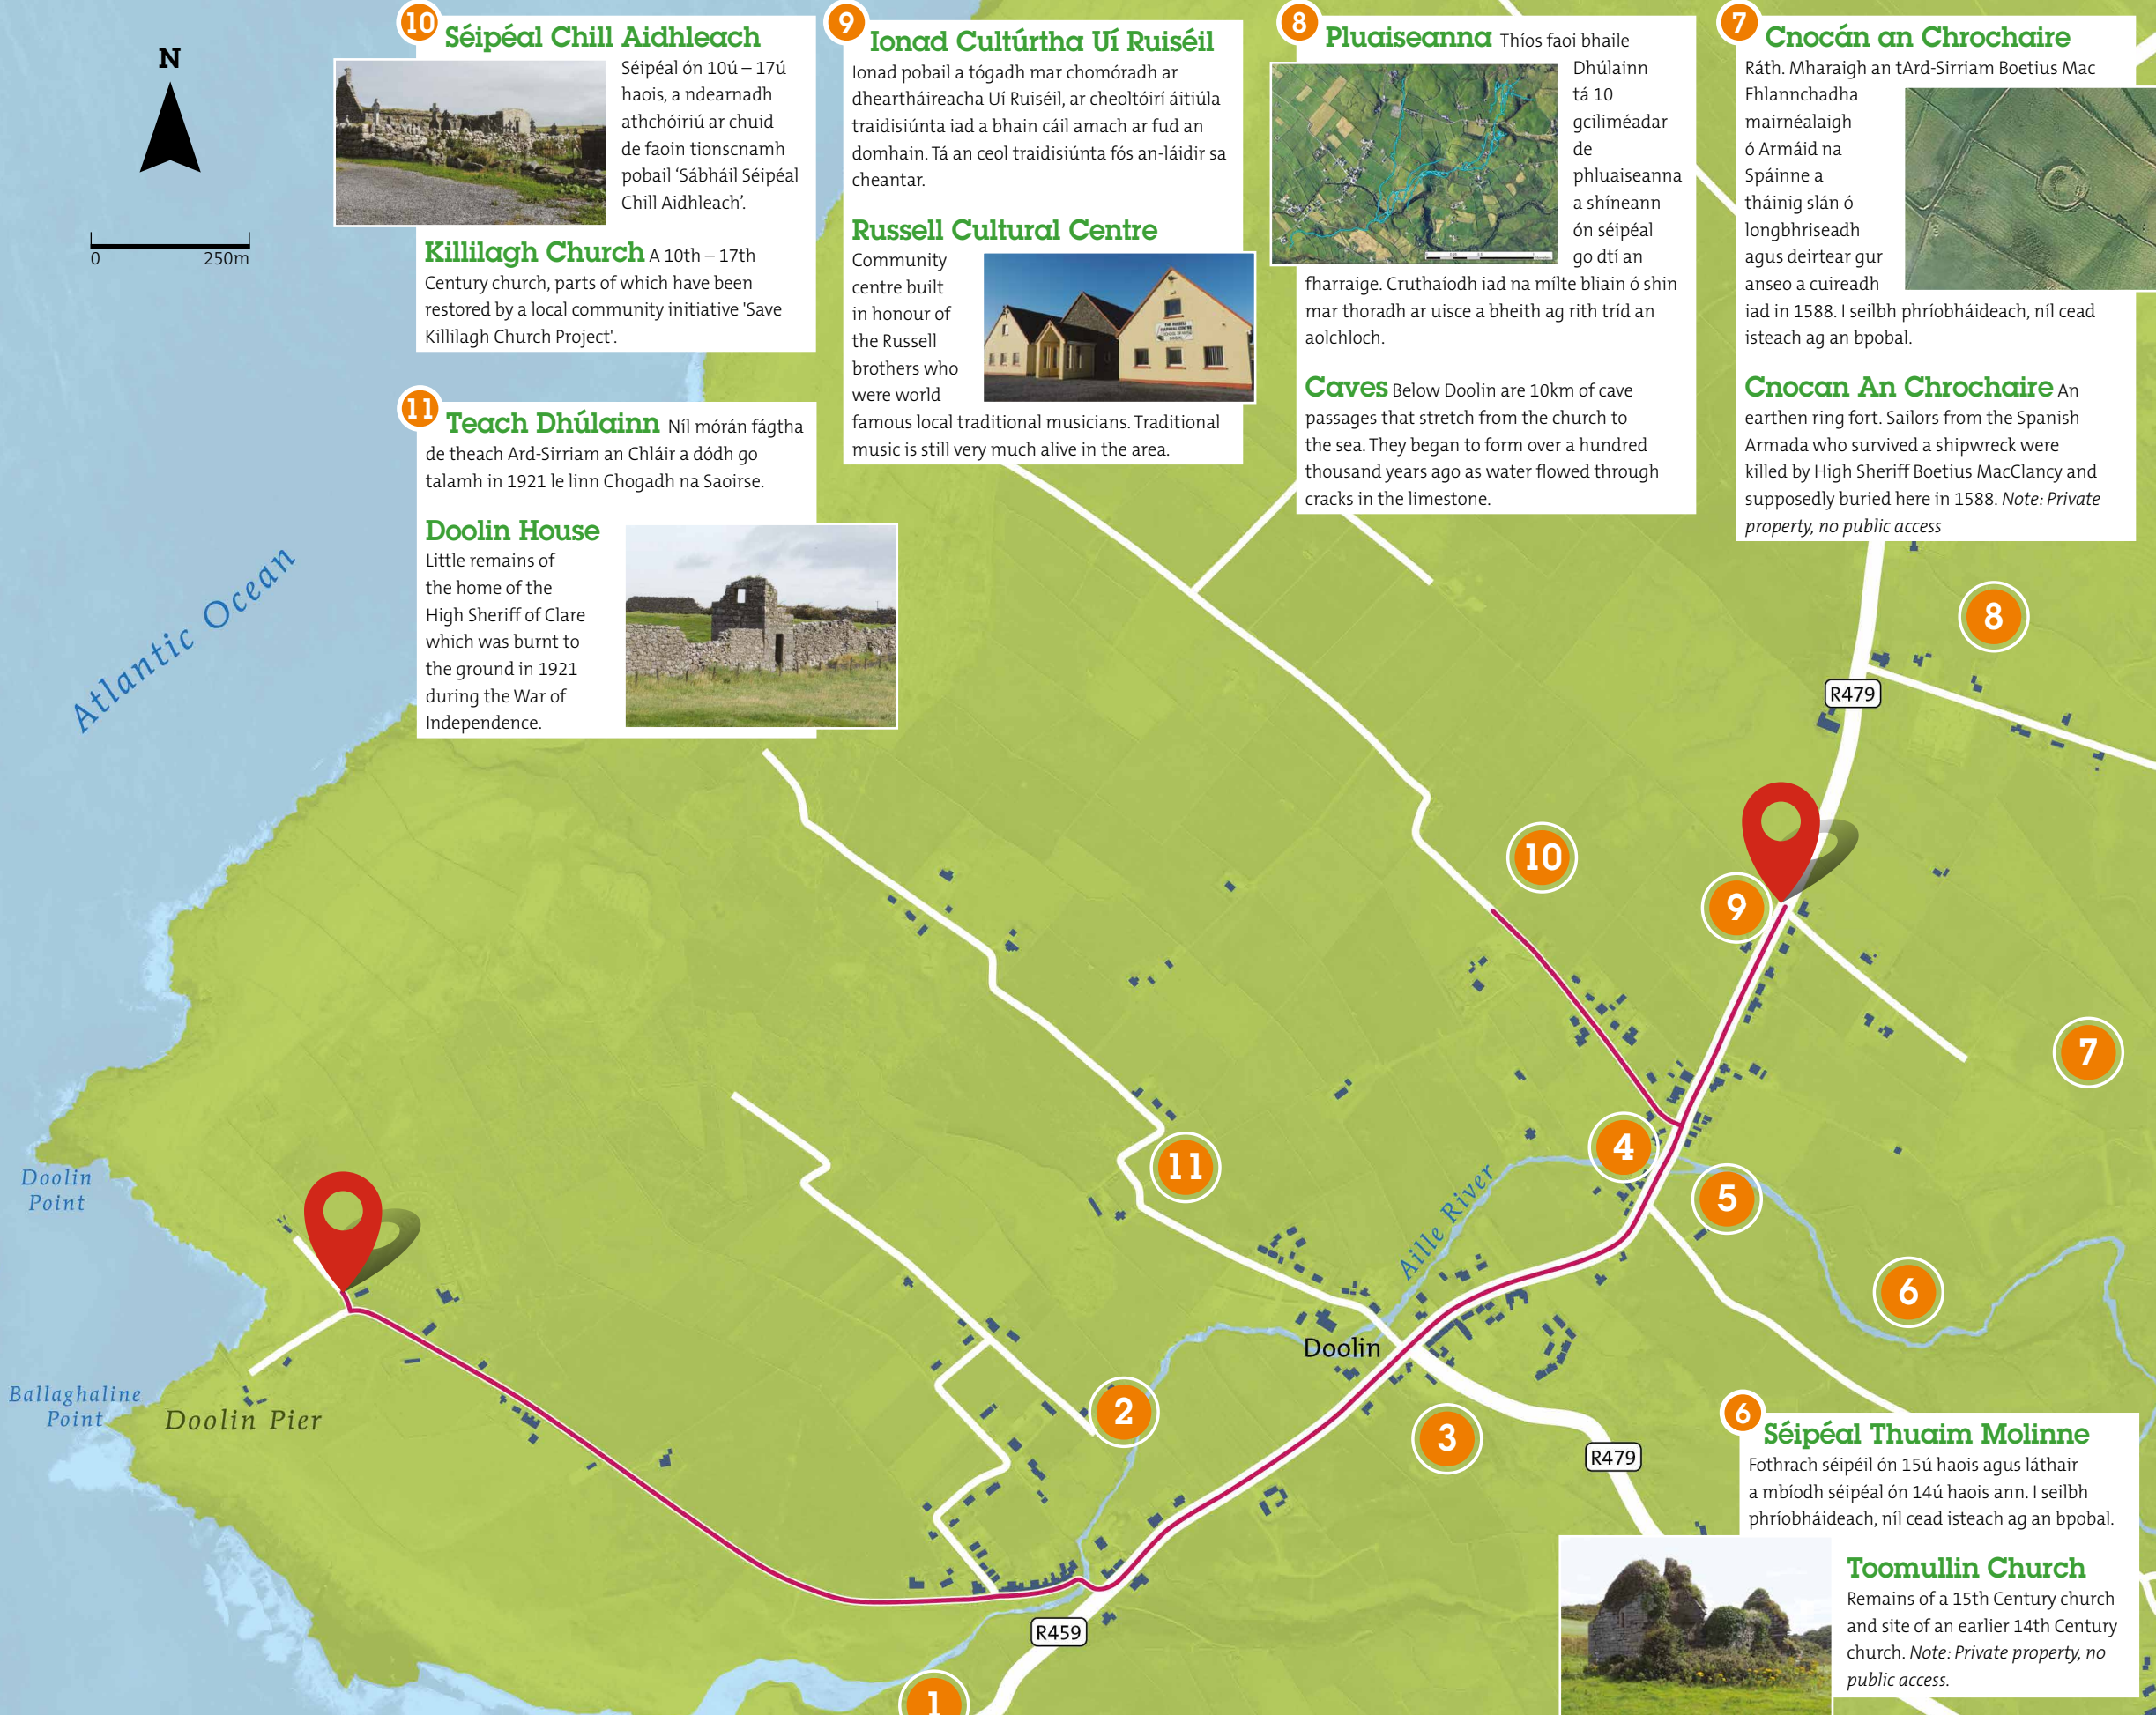 N
0 250m
10 Séipéal Chill Aidhleach
Séipéal ón 10ú – 17ú
haois, a ndearnadh
athchóiriú ar chuid
de faoin tionscnamh
pobail ‘Sábháil Séipéal
Chill Aidhleach’.
Killilagh Church A 10th – 17th
Century church, parts of which have been
restored by a local community initiative 'Save
Killilagh Church Project'.
11 Teach Dhúlainn Níl mórán fágtha
de theach Ard-Sirriam an Chláir a dódh go
talamh in 1921 le linn Chogadh na Saoirse.
Doolin House
Little remains of
the home of the
High Sheriff of Clare
which was burnt to
the ground in 1921
during the War of
Independence.
9 Ionad Cultúrtha Uí Ruiséil
Ionad pobail a tógadh mar chomóradh ar
dheartháireacha Uí Ruiséil, ar cheoltóirí áitiúla
traidisiúnta iad a bhain cáil amach ar fud an
domhain. Tá an ceol traidisiúnta fós an-láidir sa
cheantar.
Russell Cultural Centre
Community
centre built
in honour of
the Russell
brothers who
were world
famous local traditional musicians. Traditional
music is still very much alive in the area.
8 Pluaiseanna Thíos faoi bhaile
Dhúlainn
tá 10
gciliméadar
de
phluaiseanna
a shíneann
ón séipéal
go dtí an
fharraige. Cruthaíodh iad na mílte bliain ó shin
mar thoradh ar uisce a bheith ag rith tríd an
aolchloch.
Caves Below Doolin are 10km of cave
passages that stretch from the church to
the sea. They began to form over a hundred
thousand years ago as water flowed through
cracks in the limestone.
7 Cnocán an Chrochaire
Ráth. Mharaigh an tArd-Sirriam Boetius Mac
Fhlannchadha
mairnéalaigh
ó Armáid na
Spáinne a
tháinig slán ó
longbhriseadh
agus deirtear gur
anseo a cuireadh
iad in 1588. I seilbh phríobháideach, níl cead
isteach ag an bpobal.
Cnocan An Chrochaire An
earthen ring fort. Sailors from the Spanish
Armada who survived a shipwreck were
killed by High Sheriff Boetius MacClancy and
supposedly buried here in 1588. Note: Private
property, no public access
Atlantic Ocean
8
R479
10
9
7
4
11
5
Doolin
Point
Aille River
6
Doolin
Ballaghaline
Point
Doolin Pier
2
3
R479
R459
1
6 Séipéal Thuaim Molinne
Fothrach séipéil ón 15ú haois agus láthair
a mbíodh séipéal ón 14ú haois ann. I seilbh
phríobháideach, níl cead isteach ag an bpobal.
Toomullin Church
Remains of a 15th Century church
and site of an earlier 14th Century
church. Note: Private property, no
public access.